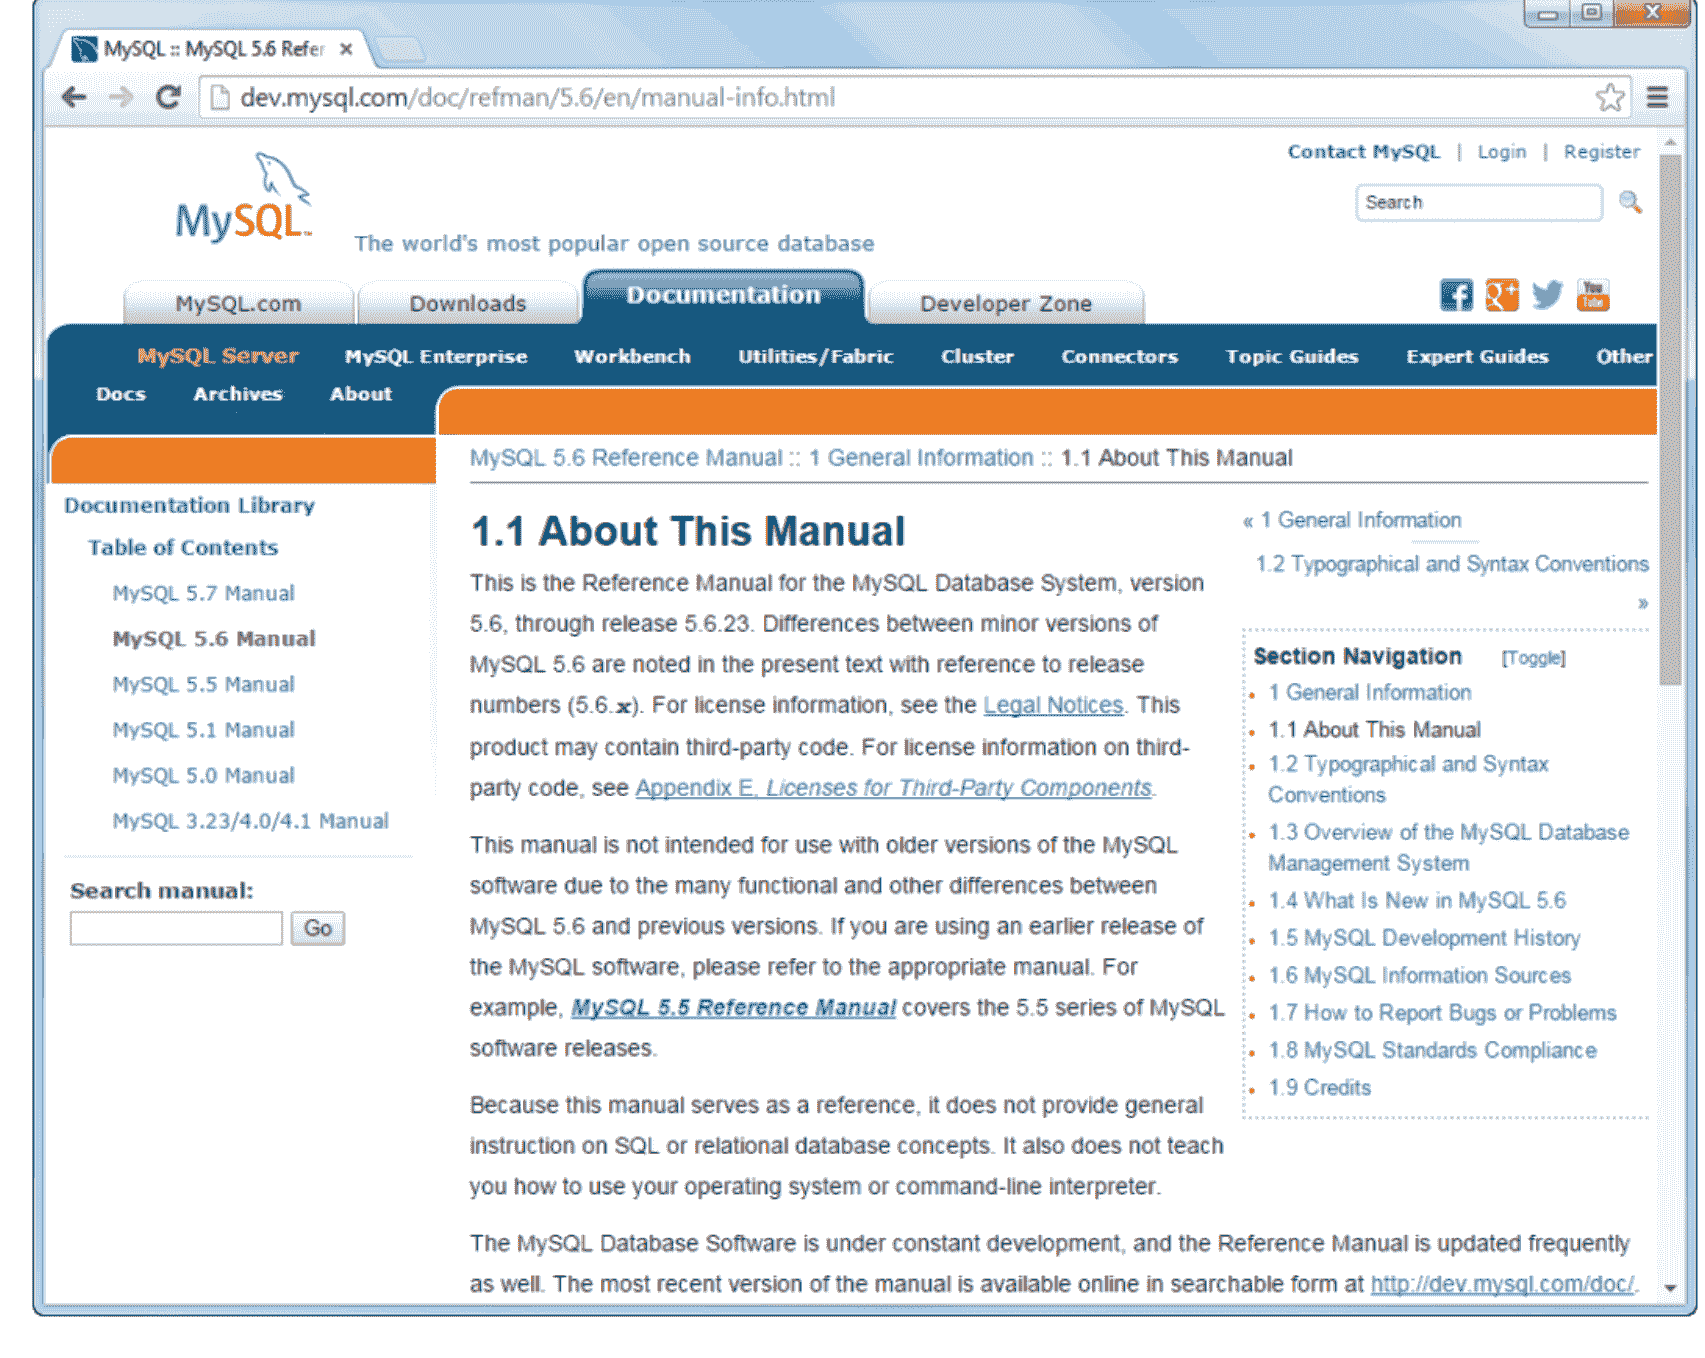 MySQL :: MySQL 5.6 Refer
dev.mysql.com/doc/refman/5.6/en/manual-info.html
Contact MySQL | Login | Register
Search
MySQL™
The world's most popular open source database
MySQL.com Downloads Documentation Developer Zone
You Tube
MySQL Server MySQL Enterprise Workbench Utilities/Fabric Cluster Connectors Topic Guides Expert Guides Other
Docs Archives About
Documentation Library
Table of Contents
MySQL 5.7 Manual
MySQL 5.6 Manual
MySQL 5.5 Manual
MySQL 5.1 Manual
MySQL 5.0 Manual
MySQL 3.23/4.0/4.1 Manual
Search manual:
Go
MySQL 5.6 Reference Manual :: 1 General Information :: 1.1 About This Manual
1.1 About This Manual
This is the Reference Manual for the MySQL Database System, version
5.6, through release 5.6.23. Differences between minor versions of
MySQL 5.6 are noted in the present text with reference to release
numbers (5.6.x). For license information, see the Legal Notices. This
product may contain third-party code. For license information on third-
party code, see Appendix E, Licenses for Third-Party Components.
This manual is not intended for use with older versions of the MySQL
software due to the many functional and other differences between
MySQL 5.6 and previous versions. If you are using an earlier release of
the MySQL software, please refer to the appropriate manual. For
example, MySQL 5.5 Reference Manual covers the 5.5 series of MySQL
software releases.
Because this manual serves as a reference, it does not provide general
instruction on SQL or relational database concepts. It also does not teach
you how to use your operating system or command-line interpreter.
The MySQL Database Software is under constant development, and the Reference Manual is updated frequently
as well. The most recent version of the manual is available online in searchable form at http://dev.mysql.com/doc/.
« 1 General Information
1.2 Typographical and Syntax Conventions
»
Section Navigation [Toggle]
1 General Information
1.1 About This Manual
1.2 Typographical and Syntax
Conventions
1.3 Overview of the MySQL Database
Management System
1.4 What Is New in MySQL 5.6
1.5 MySQL Development History
1.6 MySQL Information Sources
1.7 How to Report Bugs or Problems
1.8 MySQL Standards Compliance
1.9 Credits